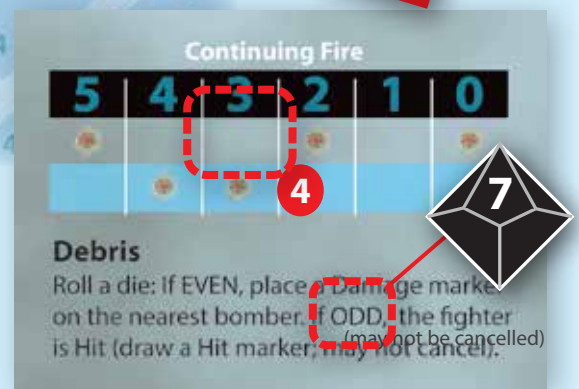 Continuing Fire
5 4 3 2 1 0
4
7
Debris
Roll a die: If EVEN, place a Damage marker
on the nearest bomber. If ODD, the fighter
(may not be cancelled)
is Hit (draw a Hit marker; may not cancel).